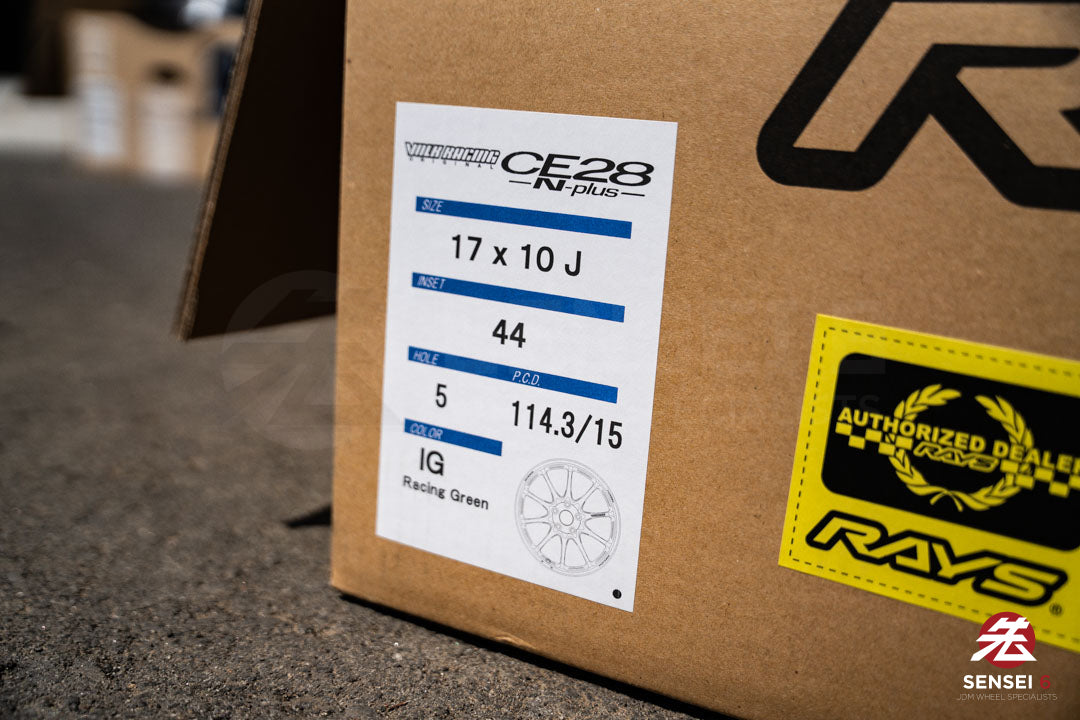 VOLK RACING
ORIGINAL
CE28
N-plus
SIZE
17 x 10 J
INSET
44
HOLE
P.C.D.
5
114.3/15
COLOR
IG
Racing Green
AUTHORIZED DEALER
RAYS
RAYS®
SENSEI G
JDM WHEEL SPECIALISTS